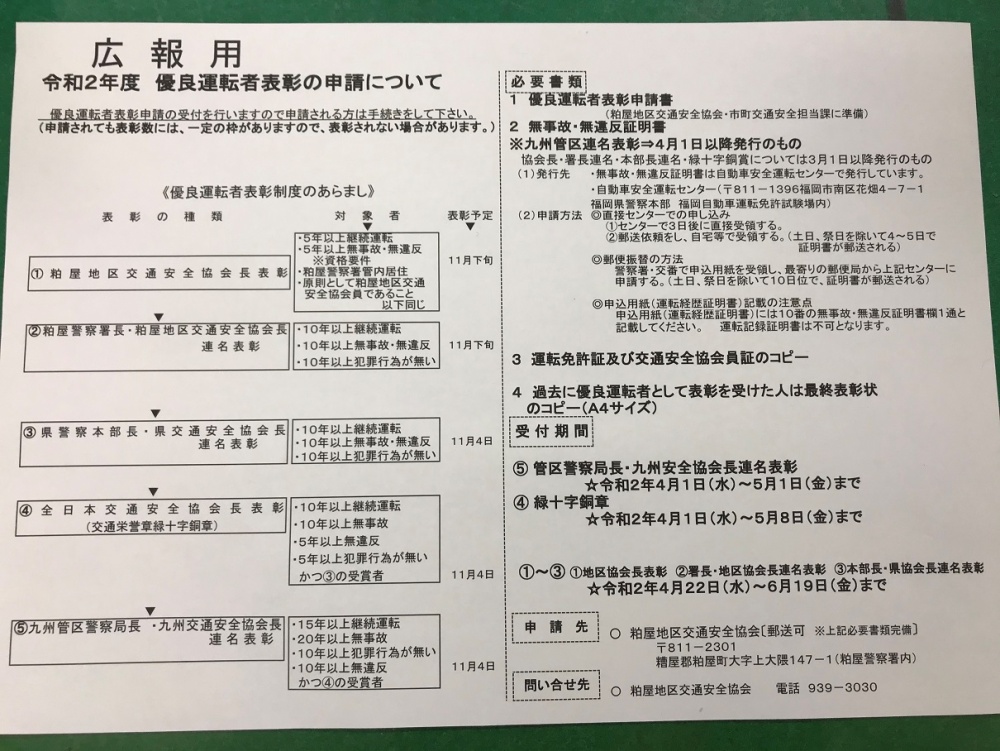 広報用
令和2年度 優良運転者表彰の申請について
優良運転者表彰申請の受付を行いますので申請される方は手続きをして下さい。
(申請されても表彰数には、一定の枠がありますので、表彰されない場合があります。)
《優良運転者表彰制度のあらまし》
表彰の種類 対象者 表彰予定
▼ ▼ ▼
①粕屋地区交通安全協会長表彰
・5年以上継続運転
・5年以上無事故・無違反
※資格要件
・粕屋警察署管内居住
・原則として粕屋地区交通
安全協会員であること
以下同じ
11月下旬
▼
②粕屋警察署長・粕屋地区交通安全協会長
連名表彰
・10年以上継続運転
・10年以上無事故・無違反
・10年以上犯罪行為が無い
11月下旬
▼
③県警察本部長・県交通安全協会長
連名表彰
・10年以上継続運転
・10年以上無事故・無違反
・10年以上犯罪行為が無い
11月4日
▼
④全日本交通安全協会長表彰
(交通栄誉章緑十字銅章)
・10年以上継続運転
・10年以上無事故
・5年以上無違反
・5年以上犯罪行為が無い
かつ③の受賞者
11月4日
▼
⑤九州管区警察局長・九州交通安全協会長
連名表彰
・15年以上継続運転
・20年以上無事故
・10年以上犯罪行為が無い
・10年以上無違反
かつ④の受賞者
11月4日
必要書類
1 優良運転者表彰申請書
(粕屋地区交通安全協会・市町交通安全担当課に準備)
2 無事故・無違反証明書
※九州管区連名表彰⇒4月1日以降発行のもの
協会長・署長連名・本部長連名・緑十字銅賞については3月1日以降発行のもの
(1)発行先 ・無事故・無違反証明書は自動車安全運転センターで発行しています。
・自動車安全運転センター(〒811-1396福岡市南区花畑4-7-1
福岡県警察本部 福岡自動車運転免許試験場内)
(2)申請方法 ◎直接センターでの申し込み
①センターで3日後に直接受領する。
②郵送依頼をし、自宅等で受領する。(土日、祭日を除いて4~5日で
証明書が郵送される)
◎郵便振替の方法
警察署・交番で申込用紙を受領し、最寄りの郵便局から上記センターに
申請する。(土日、祭日を除いて10日位で、証明書が郵送される)
◎申込用紙(運転経歴証明書)記載の注意点
申込用紙(運転経歴証明書)には10番の無事故・無違反証明書欄1通と
記載してください。 運転記録証明書は不可となります。
3 運転免許証及び交通安全協会員証のコピー
4 過去に優良運転者として表彰を受けた人は最終表彰状
のコピー(A4サイズ)
受付期間
⑤ 管区警察局長・九州安全協会長連名表彰
☆令和2年4月1日(水)~5月1日(金)まで
④ 緑十字銅章
☆令和2年4月1日(水)~5月8日(金)まで
①~③ ①地区協会長表彰 ②署長・地区協会長連名表彰 ③本部長・県協会長連名表彰
☆令和2年4月22日(水)~6月19日(金)まで
申請先
○ 粕屋地区交通安全協会〔郵送可 ※上記必要書類完備〕
〒811-2301
糟屋郡粕屋町大字上大隈147-1(粕屋警察署内)
問い合せ先
○ 粕屋地区交通安全協会 電話 939-3030